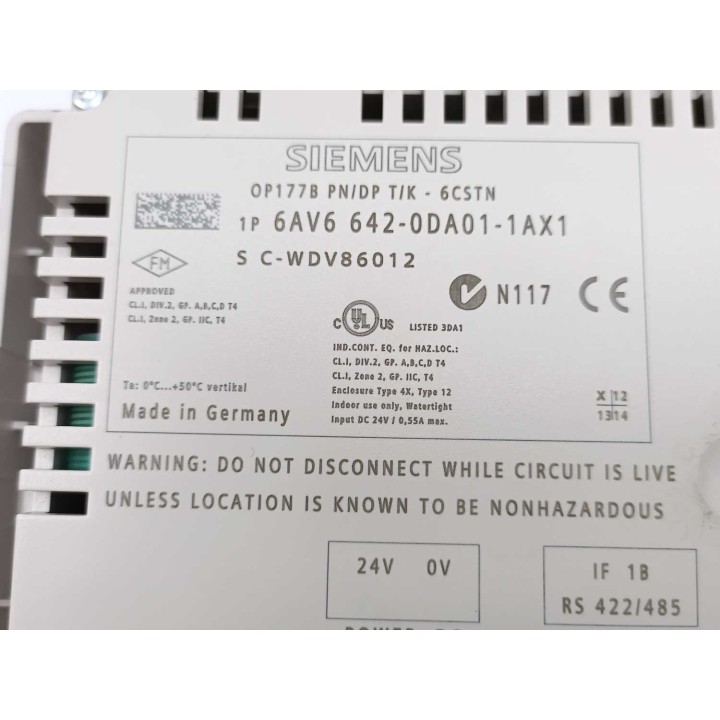 SIEMENS
OP177B PN/DP T/K - 6CSTN
1P 6AV6 642-0DA01-1AX1
S C-WDV86012
FM
APPROVED
CL.I, DIV.2, GP. A,B,C,D T4
CL.I, Zone 2, GP. IIC, T4
N117 CE
C UL US LISTED 3DA1
IND.CONT. EQ. for HAZ.LOC.:
CL.I, DIV.2, GP. A,B,C,D T4
CL.I, Zone 2, GP. IIC, T4
Enclosure Type 4X, Type 12
Indoor use only, Watertight
Input DC 24V / 0,55A max.
Ta: 0°C...+50°C vertikal
Made in Germany
X 12
13 14
WARNING: DO NOT DISCONNECT WHILE CIRCUIT IS LIVE
UNLESS LOCATION IS KNOWN TO BE NONHAZARDOUS
24V 0V
IF 1B
RS 422/485
POWER